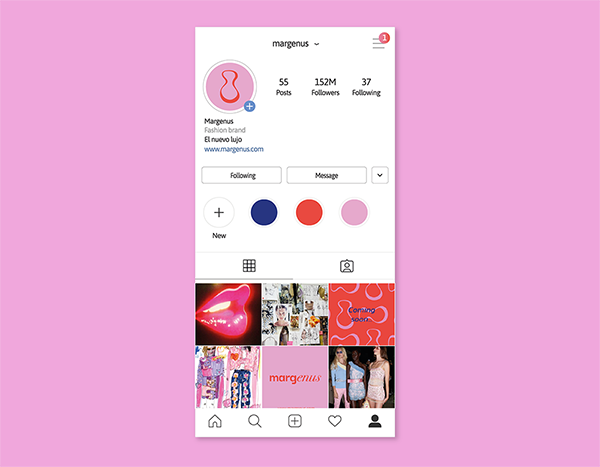 margenus
1
55 152M 37
Posts Followers Following
Margenus
Fashion brand
El nuevo lujo
www.margenus.com
Following Message
New
Coming
soon
margenus